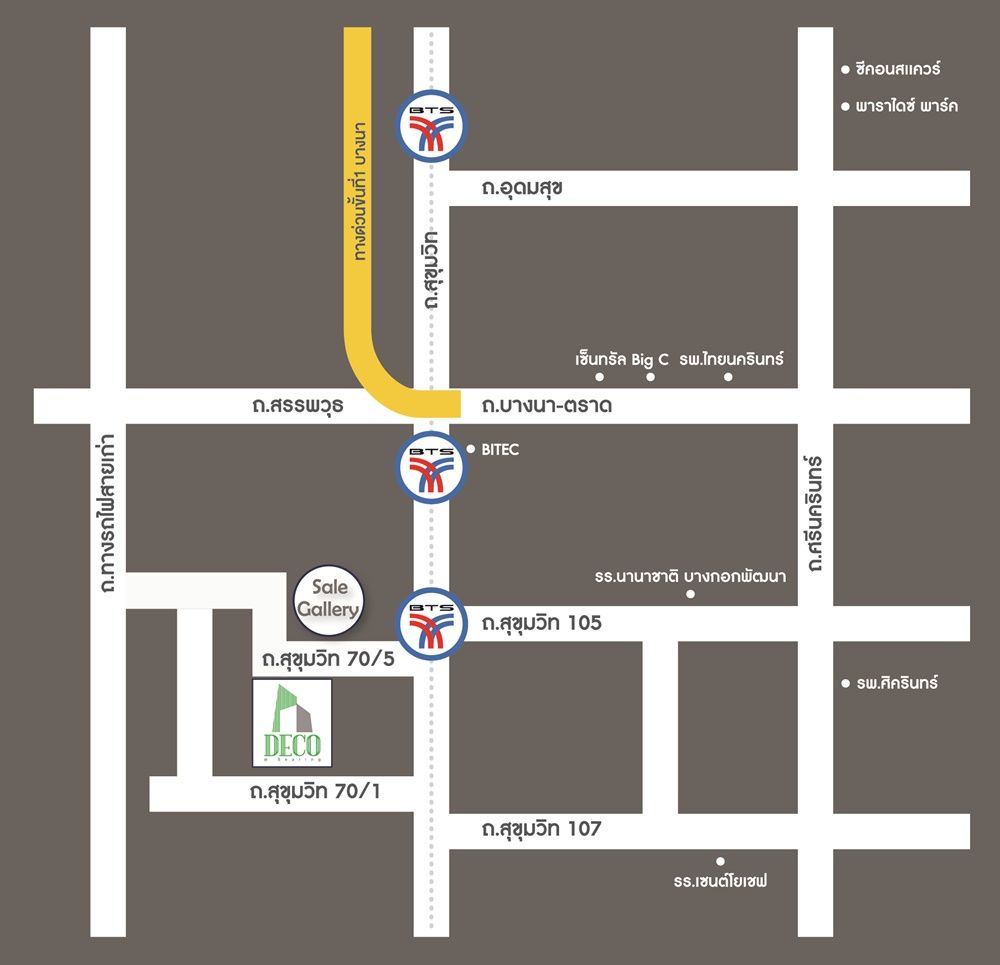 ซีคอนสแควร์
พาราไดซ์ พาร์ค
BTS
ทางด่วนขั้นที่1 บางนา
ถ.อุดมสุข
ถ.สุขุมวิท
เซ็นทรัล Big C รพ.ไทยนครินทร์
ถ.สรรพวุธ
ถ.บางนา-ตราด
BTS
BITEC
ถ.ทางรถไฟสายเก่า
ถ.ศรีนครินทร์
Sale
Gallery
รร.นานาชาติ บางกอกพัฒนา
BTS
ถ.สุขุมวิท 105
ถ.สุขุมวิท 70/5
รพ.ศิครินทร์
DECO
ถ.สุขุมวิท 70/1
ถ.สุขุมวิท 107
รร.เซนต์โยเซฟ